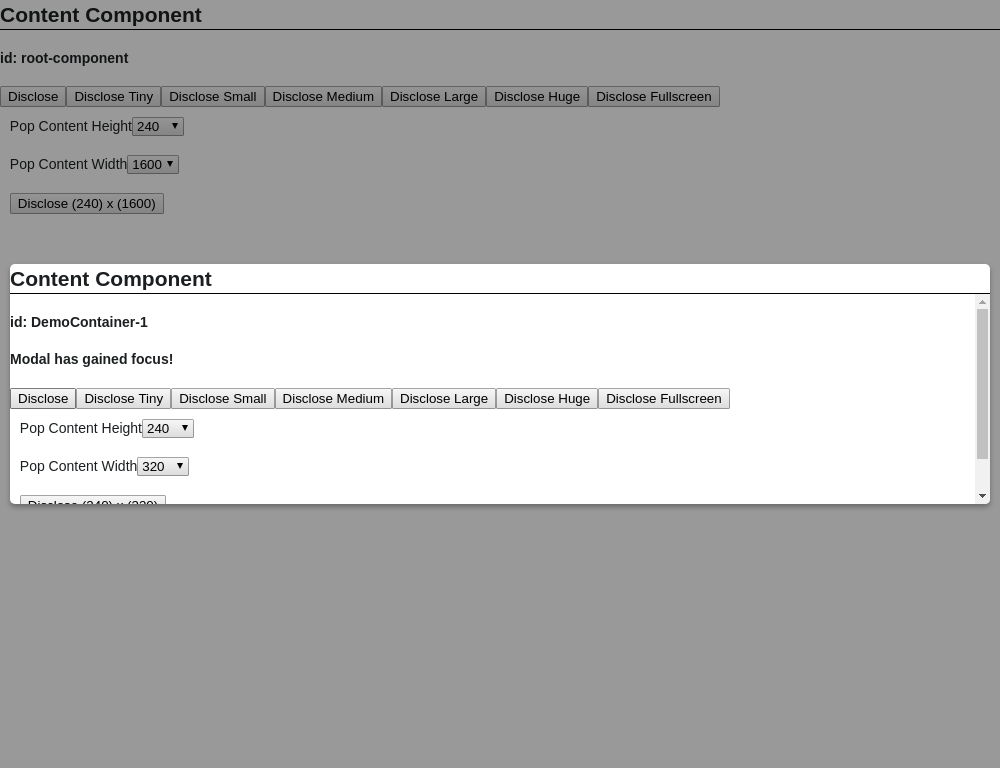 Content Component
id: root-component
Disclose Disclose Tiny Disclose Small Disclose Medium Disclose Large Disclose Huge Disclose Fullscreen
Pop Content Height 240
Pop Content Width 1600
Disclose (240) x (1600)
Content Component
id: DemoContainer-1
Modal has gained focus!
Disclose Disclose Tiny Disclose Small Disclose Medium Disclose Large Disclose Huge Disclose Fullscreen
Pop Content Height 240
Pop Content Width 320
Disclose (240) x (320)